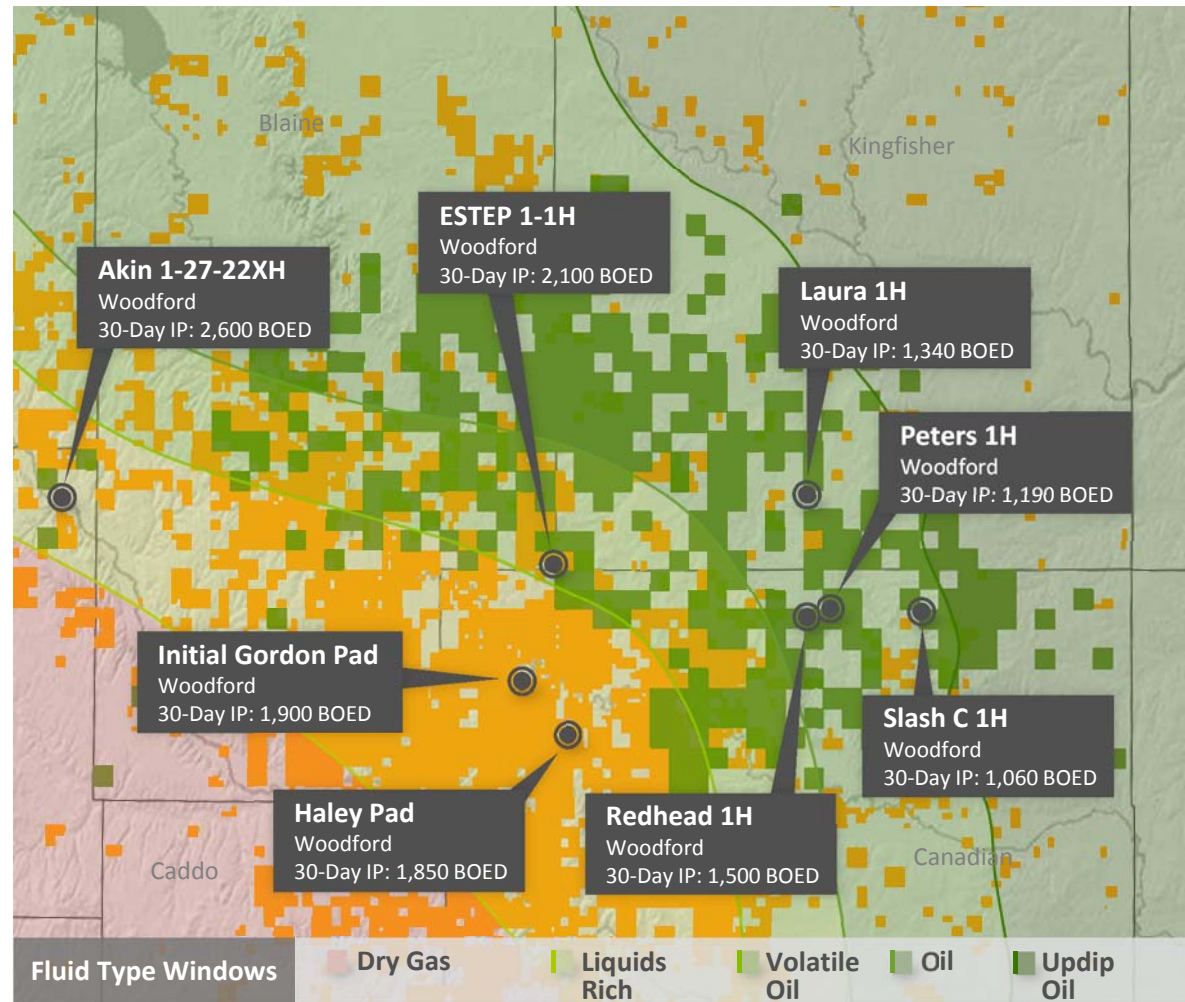 Blaine
Kingfisher
ESTEP 1-1H
Woodford
30-Day IP: 2,100 BOED
Akin 1-27-22XH
Woodford
30-Day IP: 2,600 BOED
Laura 1H
Woodford
30-Day IP: 1,340 BOED
Peters 1H
Woodford
30-Day IP: 1,190 BOED
Initial Gordon Pad
Woodford
30-Day IP: 1,900 BOED
Slash C 1H
Woodford
30-Day IP: 1,060 BOED
Haley Pad
Woodford
30-Day IP: 1,850 BOED
Redhead 1H
Woodford
30-Day IP: 1,500 BOED
Caddo
Canadian
Fluid Type Windows
Dry Gas
Liquids
Rich
Volatile
Oil
Oil
Updip
Oil